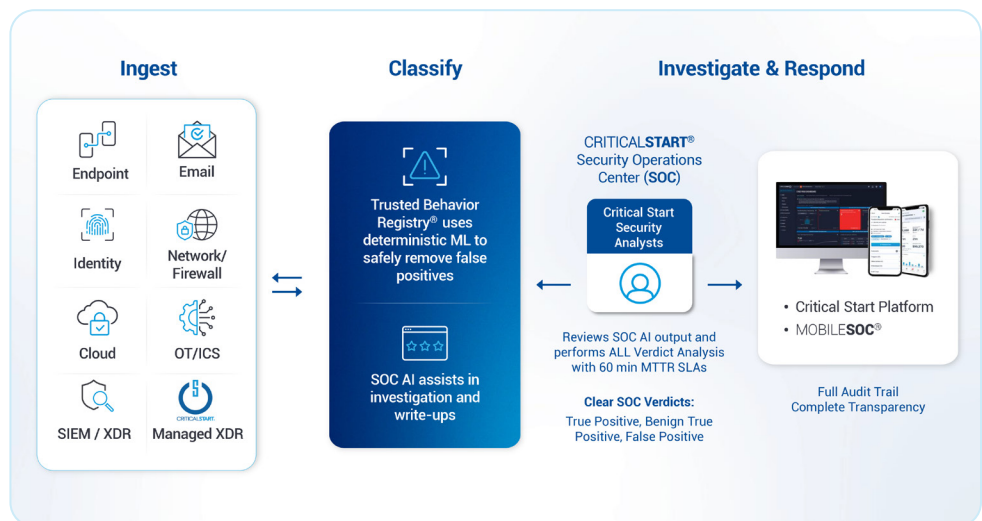 Ingest
Classify
Investigate & Respond
Endpoint
Email
Identity
Network/
Firewall
Cloud
OT/ICS
SIEM / XDR
CRITICALSTART
Managed XDR
Trusted Behavior
Registry® uses
deterministic ML to
safely remove false
positives
SOC AI assists in
investigation and
write-ups
CRITICALSTART®
Security Operations
Center (SOC)
Critical Start
Security
Analysts
Reviews SOC AI output and
performs ALL Verdict Analysis
with 60 min MTTR SLAs
Clear SOC Verdicts:
True Positive, Benign True
Positive, False Positive
• Critical Start Platform
• MOBILESOC®
Full Audit Trail
Complete Transparency